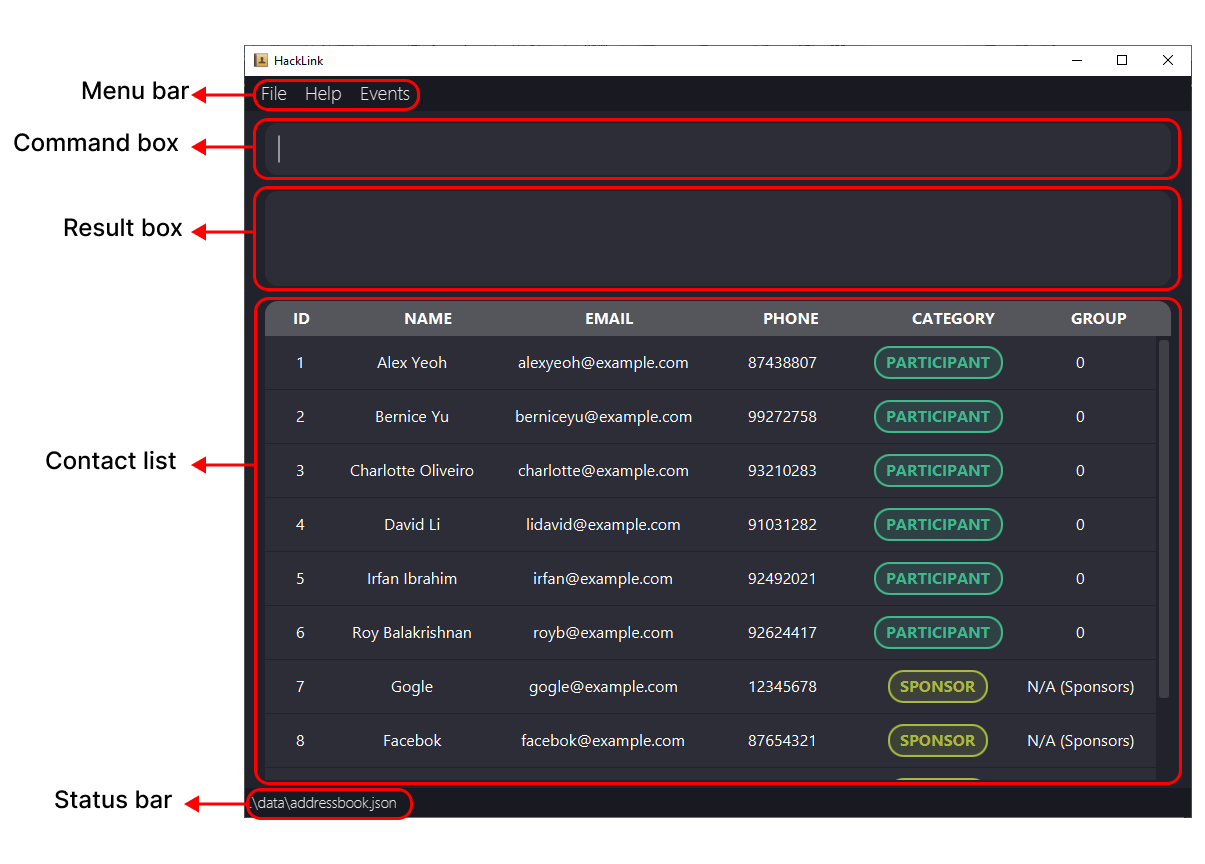 HackLink
Menu bar
File Help Events
Command box
Result box
ID NAME EMAIL PHONE CATEGORY GROUP
1 Alex Yeoh alexyeoh@example.com 87438807 PARTICIPANT 0
2 Bernice Yu berniceyu@example.com 99272758 PARTICIPANT 0
3 Charlotte Oliveiro charlotte@example.com 93210283 PARTICIPANT 0
Contact list
4 David Li lidavid@example.com 91031282 PARTICIPANT 0
5 Irfan Ibrahim irfan@example.com 92492021 PARTICIPANT 0
6 Roy Balakrishnan royb@example.com 92624417 PARTICIPANT 0
7 Gogle gogle@example.com 12345678 SPONSOR N/A (Sponsors)
8 Facebok facebok@example.com 87654321 SPONSOR N/A (Sponsors)
Status bar
.\data\addressbook.json